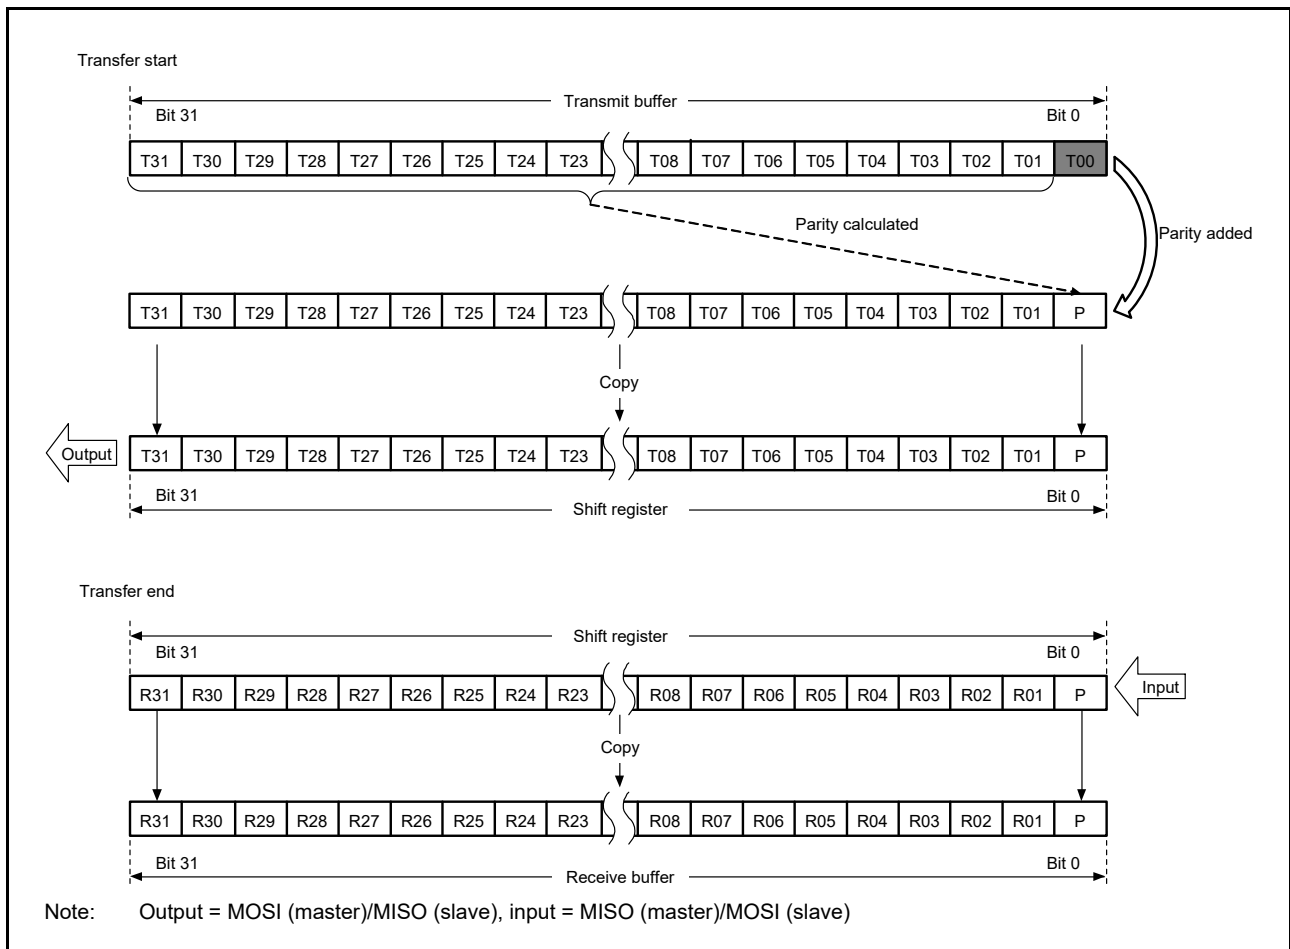 Transfer start
Transmit buffer
Bit 31 Bit 0
T31 T30 T29 T28 T27 T26 T25 T24 T23 T08 T07 T06 T05 T04 T03 T02 T01 T00
Parity calculated
Parity added
T31 T30 T29 T28 T27 T26 T25 T24 T23 T08 T07 T06 T05 T04 T03 T02 T01 P
Copy
Output
T31 T30 T29 T28 T27 T26 T25 T24 T23 T08 T07 T06 T05 T04 T03 T02 T01 P
Bit 31 Bit 0
Shift register
Transfer end
Shift register
Bit 31 Bit 0
R31 R30 R29 R28 R27 R26 R25 R24 R23 R08 R07 R06 R05 R04 R03 R02 R01 P
Input
Copy
R31 R30 R29 R28 R27 R26 R25 R24 R23 R08 R07 R06 R05 R04 R03 R02 R01 P
Bit 31 Bit 0
Receive buffer
Note: Output = MOSI (master)/MISO (slave), input = MISO (master)/MOSI (slave)